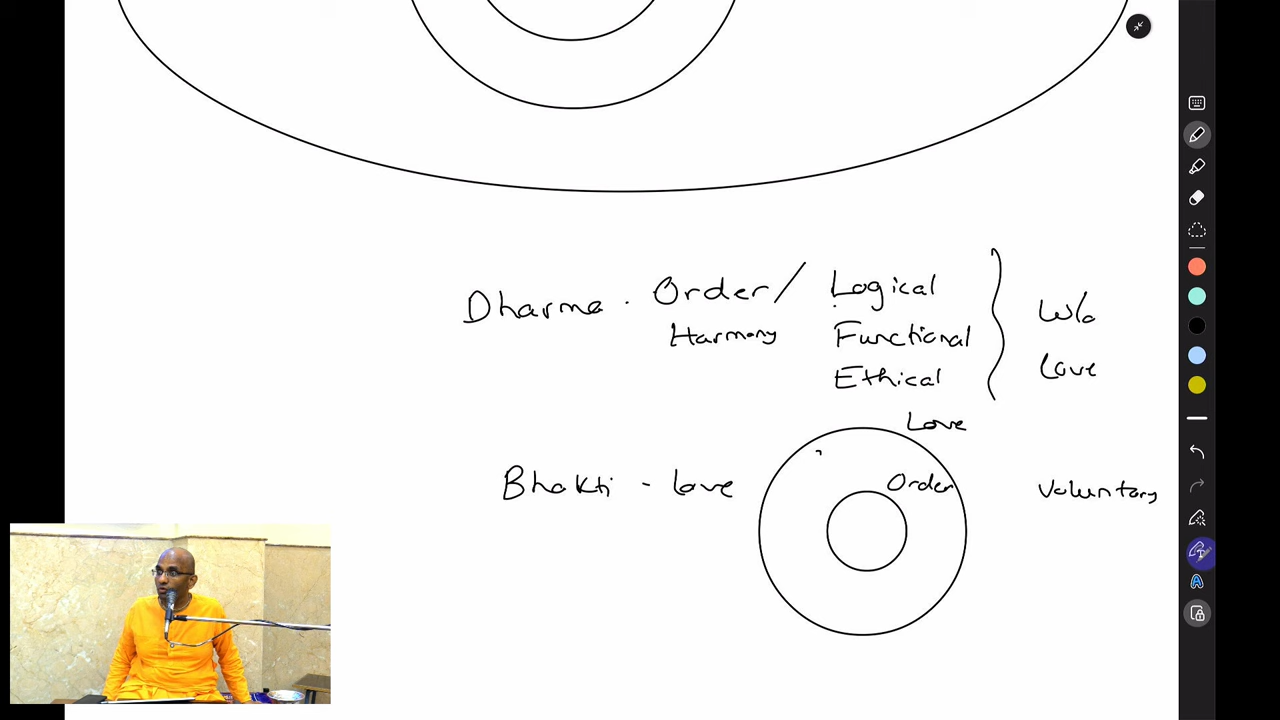 Dharma · Order / Logical
Harmony Functional
Ethical
w/o
Love
Love
Bhakti - love
Order
Voluntary